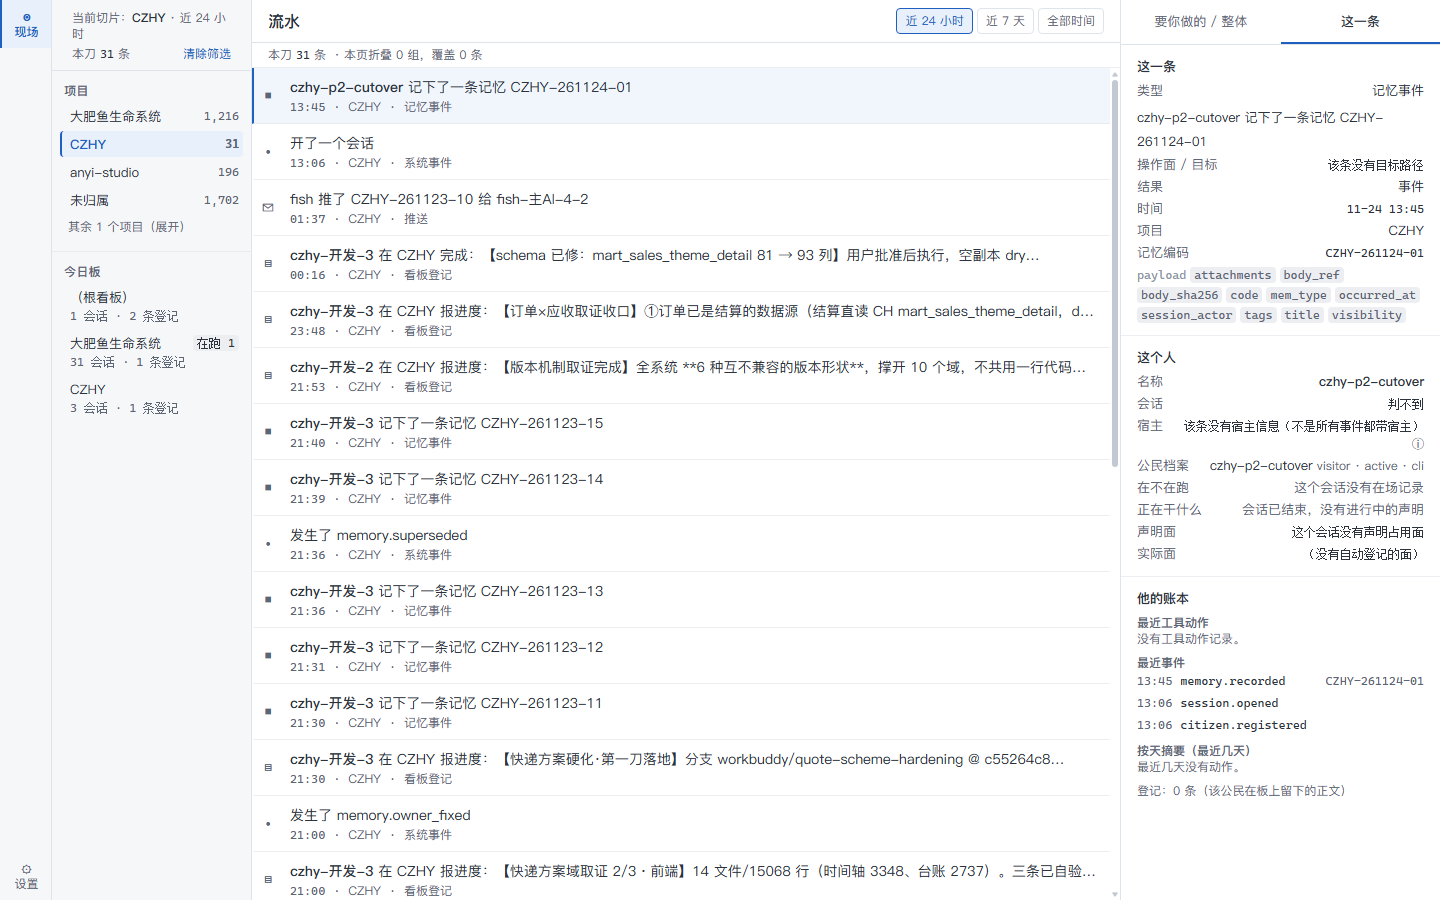 现场
设置
当前切片：CZHY · 近 24 小时
本刀 31 条 清除筛选
项目
大肥鱼生命系统 1,216
CZHY 31
anyi-studio 196
未归属 1,702
其余 1 个项目（展开）
今日板
（根看板）
1 会话 · 2 条登记
大肥鱼生命系统 在跑 1
31 会话 · 1 条登记
CZHY
3 会话 · 1 条登记
流水
近 24 小时 近 7 天 全部时间
本刀 31 条 · 本页折叠 0 组，覆盖 0 条
czhy-p2-cutover 记下了一条记忆 CZHY-261124-01
13:45 · CZHY · 记忆事件
开了一个会话
13:06 · CZHY · 系统事件
fish 推了 CZHY-261123-10 给 fish-主AI-4-2
01:37 · CZHY · 推送
czhy-开发-3 在 CZHY 完成：【schema 已修：mart_sales_theme_detail 81 → 93 列】用户批准后执行，空副本 dry…
00:16 · CZHY · 看板登记
czhy-开发-3 在 CZHY 报进度：【订单×应收取证收口】①订单已是结算的数据源（结算直读 CH mart_sales_theme_detail，d…
23:48 · CZHY · 看板登记
czhy-开发-2 在 CZHY 报进度：【版本机制取证完成】全系统 **6 种互不兼容的版本形状**，撑开 10 个域，不共用一行代码…
21:53 · CZHY · 看板登记
czhy-开发-3 记下了一条记忆 CZHY-261123-15
21:40 · CZHY · 记忆事件
czhy-开发-3 记下了一条记忆 CZHY-261123-14
21:39 · CZHY · 记忆事件
发生了 memory.superseded
21:36 · CZHY · 系统事件
czhy-开发-3 记下了一条记忆 CZHY-261123-13
21:36 · CZHY · 记忆事件
czhy-开发-3 记下了一条记忆 CZHY-261123-12
21:31 · CZHY · 记忆事件
czhy-开发-3 记下了一条记忆 CZHY-261123-11
21:30 · CZHY · 记忆事件
czhy-开发-3 在 CZHY 报进度：【快递方案硬化·第一刀落地】分支 workbuddy/quote-scheme-hardening @ c55264c8…
21:30 · CZHY · 看板登记
发生了 memory.owner_fixed
21:00 · CZHY · 系统事件
czhy-开发-3 在 CZHY 报进度：【快递方案域取证 2/3 · 前端】14 文件/15068 行（时间轴 3348、台账 2737）。三条已自验…
21:00 · CZHY · 看板登记
要你做的 / 整体 这一条
这一条
类型 记忆事件
czhy-p2-cutover 记下了一条记忆 CZHY-
261124-01
操作面 / 目标 该条没有目标路径
结果 事件
时间 11-24 13:45
项目 CZHY
记忆编码 CZHY-261124-01
payload attachments body_ref
body_sha256 code mem_type occurred_at
session_actor tags title visibility
这个人
名称 czhy-p2-cutover
会话 判不到
宿主 该条没有宿主信息（不是所有事件都带宿主）
ⓘ
公民档案 czhy-p2-cutover visitor · active · cli
在不在跑 这个会话没有在场记录
正在干什么 会话已结束，没有进行中的声明
声明面 这个会话没有声明占用面
实际面 （没有自动登记的面）
他的账本
最近工具动作
没有工具动作记录。
最近事件
13:45 memory.recorded CZHY-261124-01
13:06 session.opened
13:06 citizen.registered
按天摘要（最近几天）
最近几天没有动作。
登记：0 条（该公民在板上留下的正文）